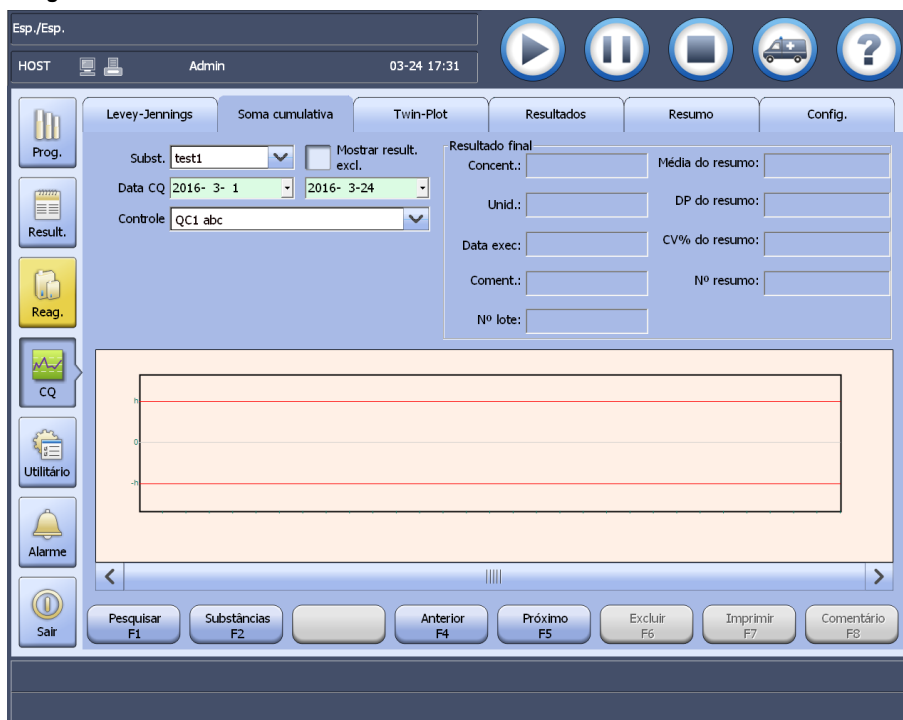 Esp./Esp.
HOST Admin 03-24 17:31
Levey-Jennings Soma cumulativa Twin-Plot Resultados Resumo Config.
Prog.
Result.
Reag.
CQ
Utilitário
Alarme
Sair
Subst. test1 Mostrar result. excl.
Data CQ 2016- 3- 1 2016- 3-24
Controle QC1 abc
Resultado final
Concent.: Média do resumo:
Unid.: DP do resumo:
Data exec: CV% do resumo:
Coment.: Nº resumo:
Nº lote:
h
0
-h
Pesquisar F1
Substâncias F2
Anterior F4
Próximo F5
Excluir F6
Imprimir F7
Comentário F8